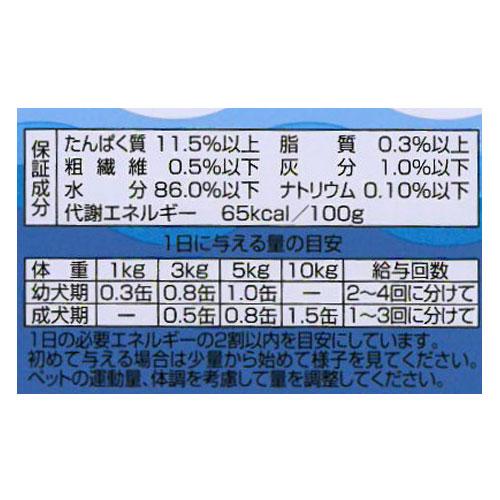 保証成分
たんぱく質 11.5%以上 脂質 0.3%以上
粗繊維 0.5%以下 灰分 1.0%以下
水分 86.0%以下 ナトリウム 0.10%以下
代謝エネルギー 65kcal/100g
1日に与える量の目安
体重 1kg 3kg 5kg 10kg 給与回数
幼犬期 0.3缶 0.8缶 1.0缶 — 2〜4回に分けて
成犬期 — 0.5缶 0.8缶 1.5缶 1〜3回に分けて
1日の必要エネルギーの2割以内を目安にしています。
初めて与える場合は少量から始めて様子を見てください。
ペットの運動量、体調を考慮して量を調整してください。